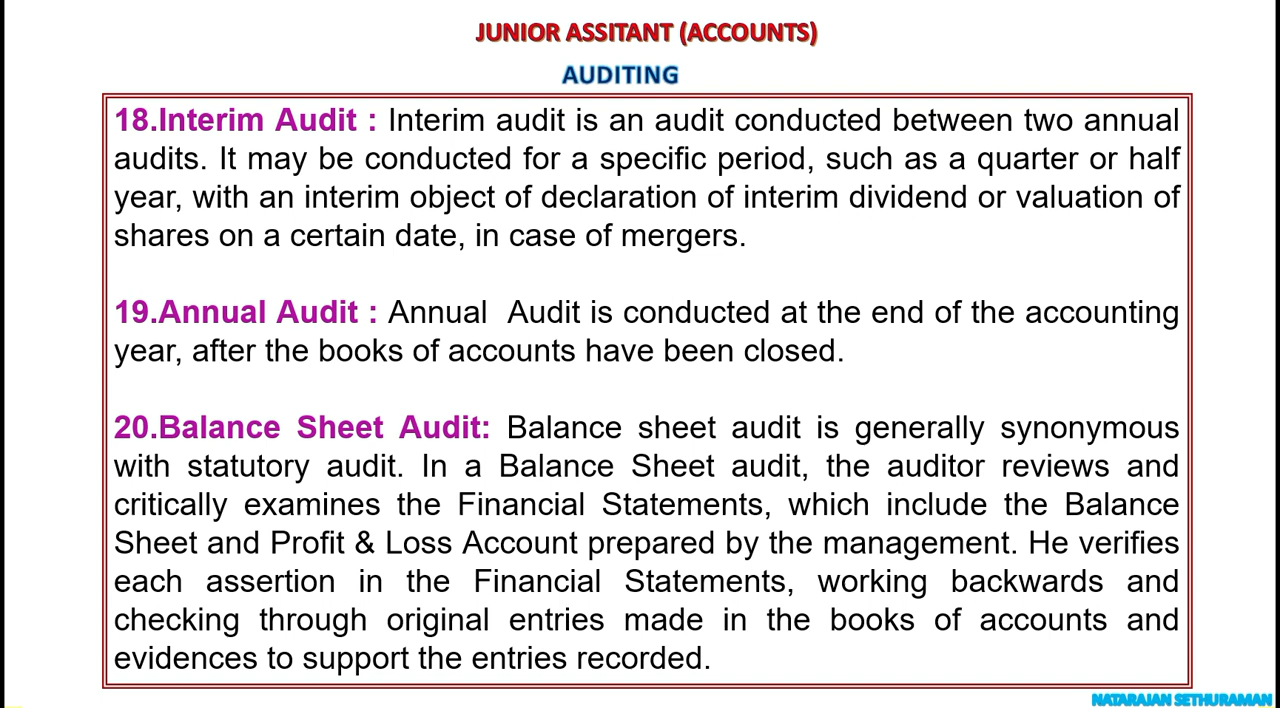 JUNIOR ASSITANT (ACCOUNTS)
AUDITING
18.Interim Audit : Interim audit is an audit conducted between two annual
audits. It may be conducted for a specific period, such as a quarter or half
year, with an interim object of declaration of interim dividend or valuation of
shares on a certain date, in case of mergers.
19.Annual Audit : Annual Audit is conducted at the end of the accounting
year, after the books of accounts have been closed.
20.Balance Sheet Audit: Balance sheet audit is generally synonymous
with statutory audit. In a Balance Sheet audit, the auditor reviews and
critically examines the Financial Statements, which include the Balance
Sheet and Profit & Loss Account prepared by the management. He verifies
each assertion in the Financial Statements, working backwards and
checking through original entries made in the books of accounts and
evidences to support the entries recorded.
NATARAJAN SETHURAMAN